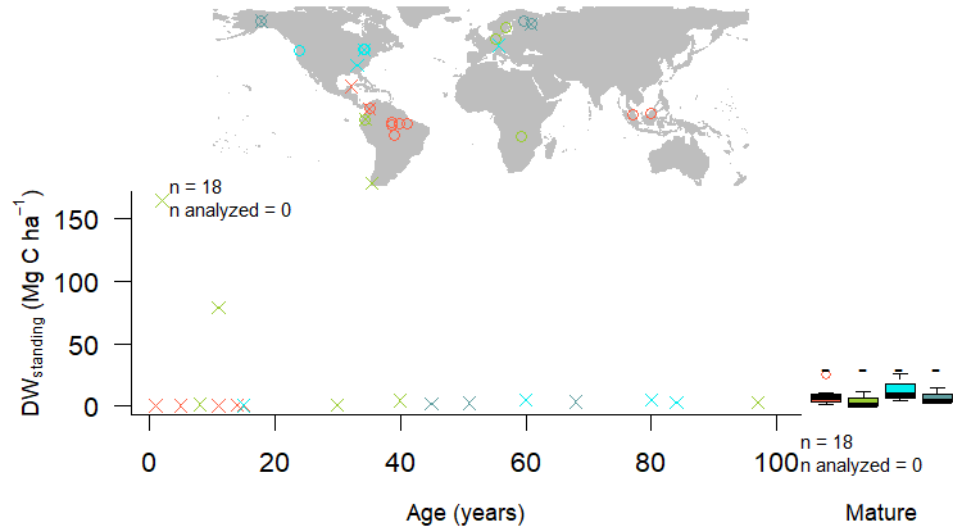 n = 18
n analyzed = 0
DWstanding (Mg C ha−1)
150
100
50
0
0 20 40 60 80 100
n = 18
n analyzed = 0
Age (years) Mature